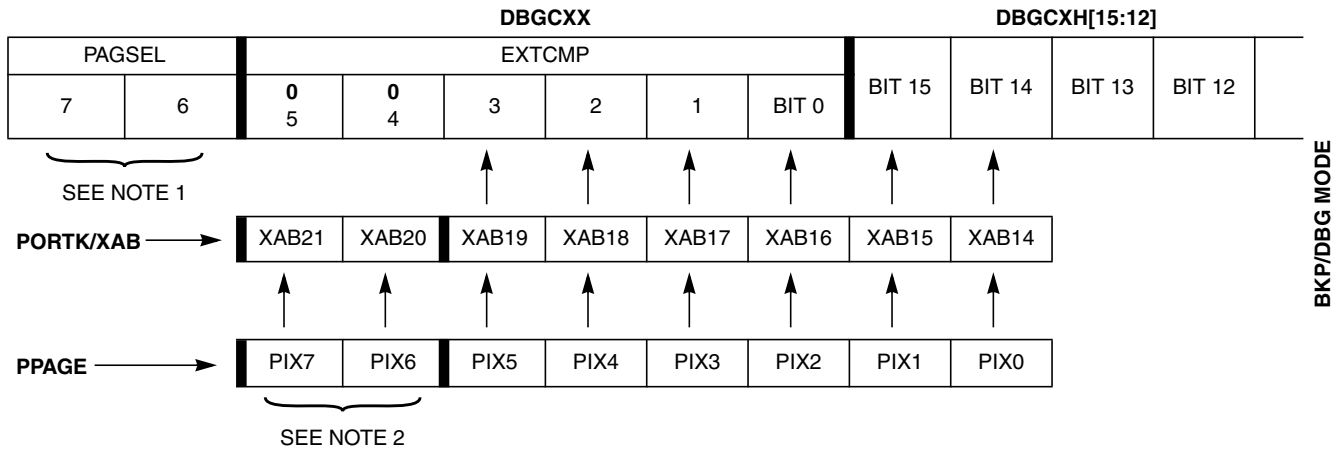 DBGCXX DBGCXH[15:12]
PAGSEL EXTCMP
7 6 0 5 0 4 3 2 1 BIT 0 BIT 15 BIT 14 BIT 13 BIT 12
SEE NOTE 1
PORTK/XAB XAB21 XAB20 XAB19 XAB18 XAB17 XAB16 XAB15 XAB14
PPAGE PIX7 PIX6 PIX5 PIX4 PIX3 PIX2 PIX1 PIX0
SEE NOTE 2
BKP/DBG MODE